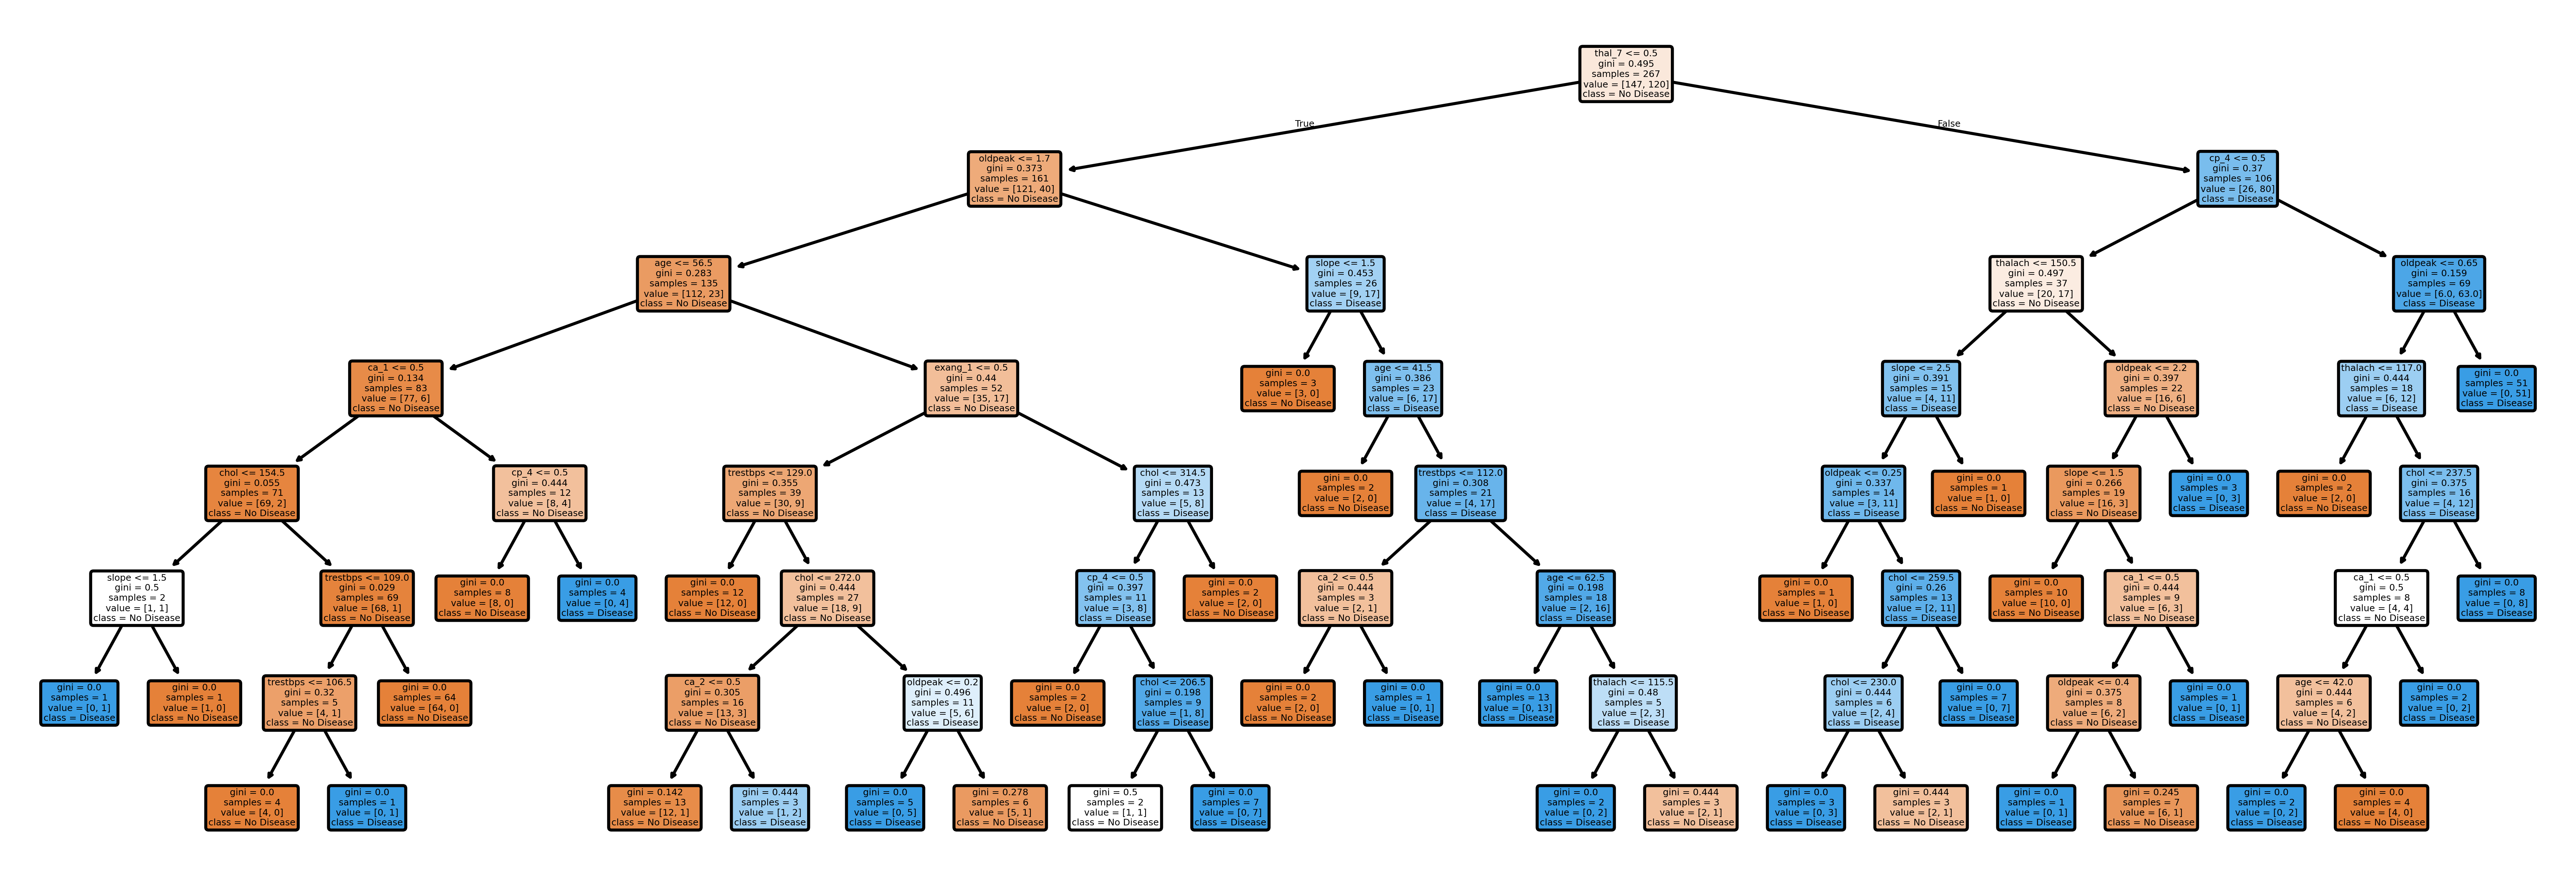 thal_7 <= 0.5
gini = 0.495
samples = 267
value = [147, 120]
class = No Disease
True
False
oldpeak <= 1.7
gini = 0.373
samples = 161
value = [121, 40]
class = No Disease
cp_4 <= 0.5
gini = 0.37
samples = 106
value = [26, 80]
class = Disease
age <= 56.5
gini = 0.283
samples = 135
value = [112, 23]
class = No Disease
slope <= 1.5
gini = 0.453
samples = 26
value = [9, 17]
class = Disease
thalach <= 150.5
gini = 0.497
samples = 37
value = [20, 17]
class = No Disease
oldpeak <= 0.65
gini = 0.159
samples = 69
value = [6.0, 63.0]
class = Disease
ca_1 <= 0.5
gini = 0.134
samples = 83
value = [77, 6]
class = No Disease
exang_1 <= 0.5
gini = 0.44
samples = 52
value = [35, 17]
class = No Disease
gini = 0.0
samples = 3
value = [3, 0]
class = No Disease
age <= 41.5
gini = 0.386
samples = 23
value = [6, 17]
class = Disease
slope <= 2.5
gini = 0.391
samples = 15
value = [4, 11]
class = Disease
oldpeak <= 2.2
gini = 0.397
samples = 22
value = [16, 6]
class = No Disease
thalach <= 117.0
gini = 0.444
samples = 18
value = [6, 12]
class = Disease
gini = 0.0
samples = 51
value = [0, 51]
class = Disease
chol <= 154.5
gini = 0.055
samples = 71
value = [69, 2]
class = No Disease
cp_4 <= 0.5
gini = 0.444
samples = 12
value = [8, 4]
class = No Disease
trestbps <= 129.0
gini = 0.355
samples = 39
value = [30, 9]
class = No Disease
chol <= 314.5
gini = 0.473
samples = 13
value = [5, 8]
class = Disease
gini = 0.0
samples = 2
value = [2, 0]
class = No Disease
trestbps <= 112.0
gini = 0.308
samples = 21
value = [4, 17]
class = Disease
oldpeak <= 0.25
gini = 0.337
samples = 14
value = [3, 11]
class = Disease
gini = 0.0
samples = 1
value = [1, 0]
class = No Disease
slope <= 1.5
gini = 0.266
samples = 19
value = [16, 3]
class = No Disease
gini = 0.0
samples = 3
value = [0, 3]
class = Disease
gini = 0.0
samples = 2
value = [2, 0]
class = No Disease
chol <= 237.5
gini = 0.375
samples = 16
value = [4, 12]
class = Disease
slope <= 1.5
gini = 0.5
samples = 2
value = [1, 1]
class = No Disease
trestbps <= 109.0
gini = 0.029
samples = 69
value = [68, 1]
class = No Disease
gini = 0.0
samples = 8
value = [8, 0]
class = No Disease
gini = 0.0
samples = 4
value = [0, 4]
class = Disease
gini = 0.0
samples = 12
value = [12, 0]
class = No Disease
chol <= 272.0
gini = 0.444
samples = 27
value = [18, 9]
class = No Disease
cp_4 <= 0.5
gini = 0.397
samples = 11
value = [3, 8]
class = Disease
gini = 0.0
samples = 2
value = [2, 0]
class = No Disease
ca_2 <= 0.5
gini = 0.444
samples = 3
value = [2, 1]
class = No Disease
age <= 62.5
gini = 0.198
samples = 18
value = [2, 16]
class = Disease
gini = 0.0
samples = 1
value = [1, 0]
class = No Disease
chol <= 259.5
gini = 0.26
samples = 13
value = [2, 11]
class = Disease
gini = 0.0
samples = 10
value = [10, 0]
class = No Disease
ca_1 <= 0.5
gini = 0.444
samples = 9
value = [6, 3]
class = No Disease
ca_1 <= 0.5
gini = 0.5
samples = 8
value = [4, 4]
class = No Disease
gini = 0.0
samples = 8
value = [0, 8]
class = Disease
gini = 0.0
samples = 1
value = [0, 1]
class = Disease
gini = 0.0
samples = 1
value = [1, 0]
class = No Disease
trestbps <= 106.5
gini = 0.32
samples = 5
value = [4, 1]
class = No Disease
gini = 0.0
samples = 64
value = [64, 0]
class = No Disease
ca_2 <= 0.5
gini = 0.305
samples = 16
value = [13, 3]
class = No Disease
oldpeak <= 0.2
gini = 0.496
samples = 11
value = [5, 6]
class = Disease
gini = 0.0
samples = 2
value = [2, 0]
class = No Disease
chol <= 206.5
gini = 0.198
samples = 9
value = [1, 8]
class = Disease
gini = 0.0
samples = 2
value = [2, 0]
class = No Disease
gini = 0.0
samples = 1
value = [0, 1]
class = Disease
gini = 0.0
samples = 13
value = [0, 13]
class = Disease
thalach <= 115.5
gini = 0.48
samples = 5
value = [2, 3]
class = Disease
chol <= 230.0
gini = 0.444
samples = 6
value = [2, 4]
class = Disease
gini = 0.0
samples = 7
value = [0, 7]
class = Disease
oldpeak <= 0.4
gini = 0.375
samples = 8
value = [6, 2]
class = No Disease
gini = 0.0
samples = 1
value = [0, 1]
class = Disease
age <= 42.0
gini = 0.444
samples = 6
value = [4, 2]
class = No Disease
gini = 0.0
samples = 2
value = [0, 2]
class = Disease
gini = 0.0
samples = 4
value = [4, 0]
class = No Disease
gini = 0.0
samples = 1
value = [0, 1]
class = Disease
gini = 0.142
samples = 13
value = [12, 1]
class = No Disease
gini = 0.444
samples = 3
value = [1, 2]
class = Disease
gini = 0.0
samples = 5
value = [0, 5]
class = Disease
gini = 0.278
samples = 6
value = [5, 1]
class = No Disease
gini = 0.5
samples = 2
value = [1, 1]
class = No Disease
gini = 0.0
samples = 7
value = [0, 7]
class = Disease
gini = 0.0
samples = 2
value = [0, 2]
class = Disease
gini = 0.444
samples = 3
value = [2, 1]
class = No Disease
gini = 0.0
samples = 3
value = [0, 3]
class = Disease
gini = 0.444
samples = 3
value = [2, 1]
class = No Disease
gini = 0.0
samples = 1
value = [0, 1]
class = Disease
gini = 0.245
samples = 7
value = [6, 1]
class = No Disease
gini = 0.0
samples = 2
value = [0, 2]
class = Disease
gini = 0.0
samples = 4
value = [4, 0]
class = No Disease